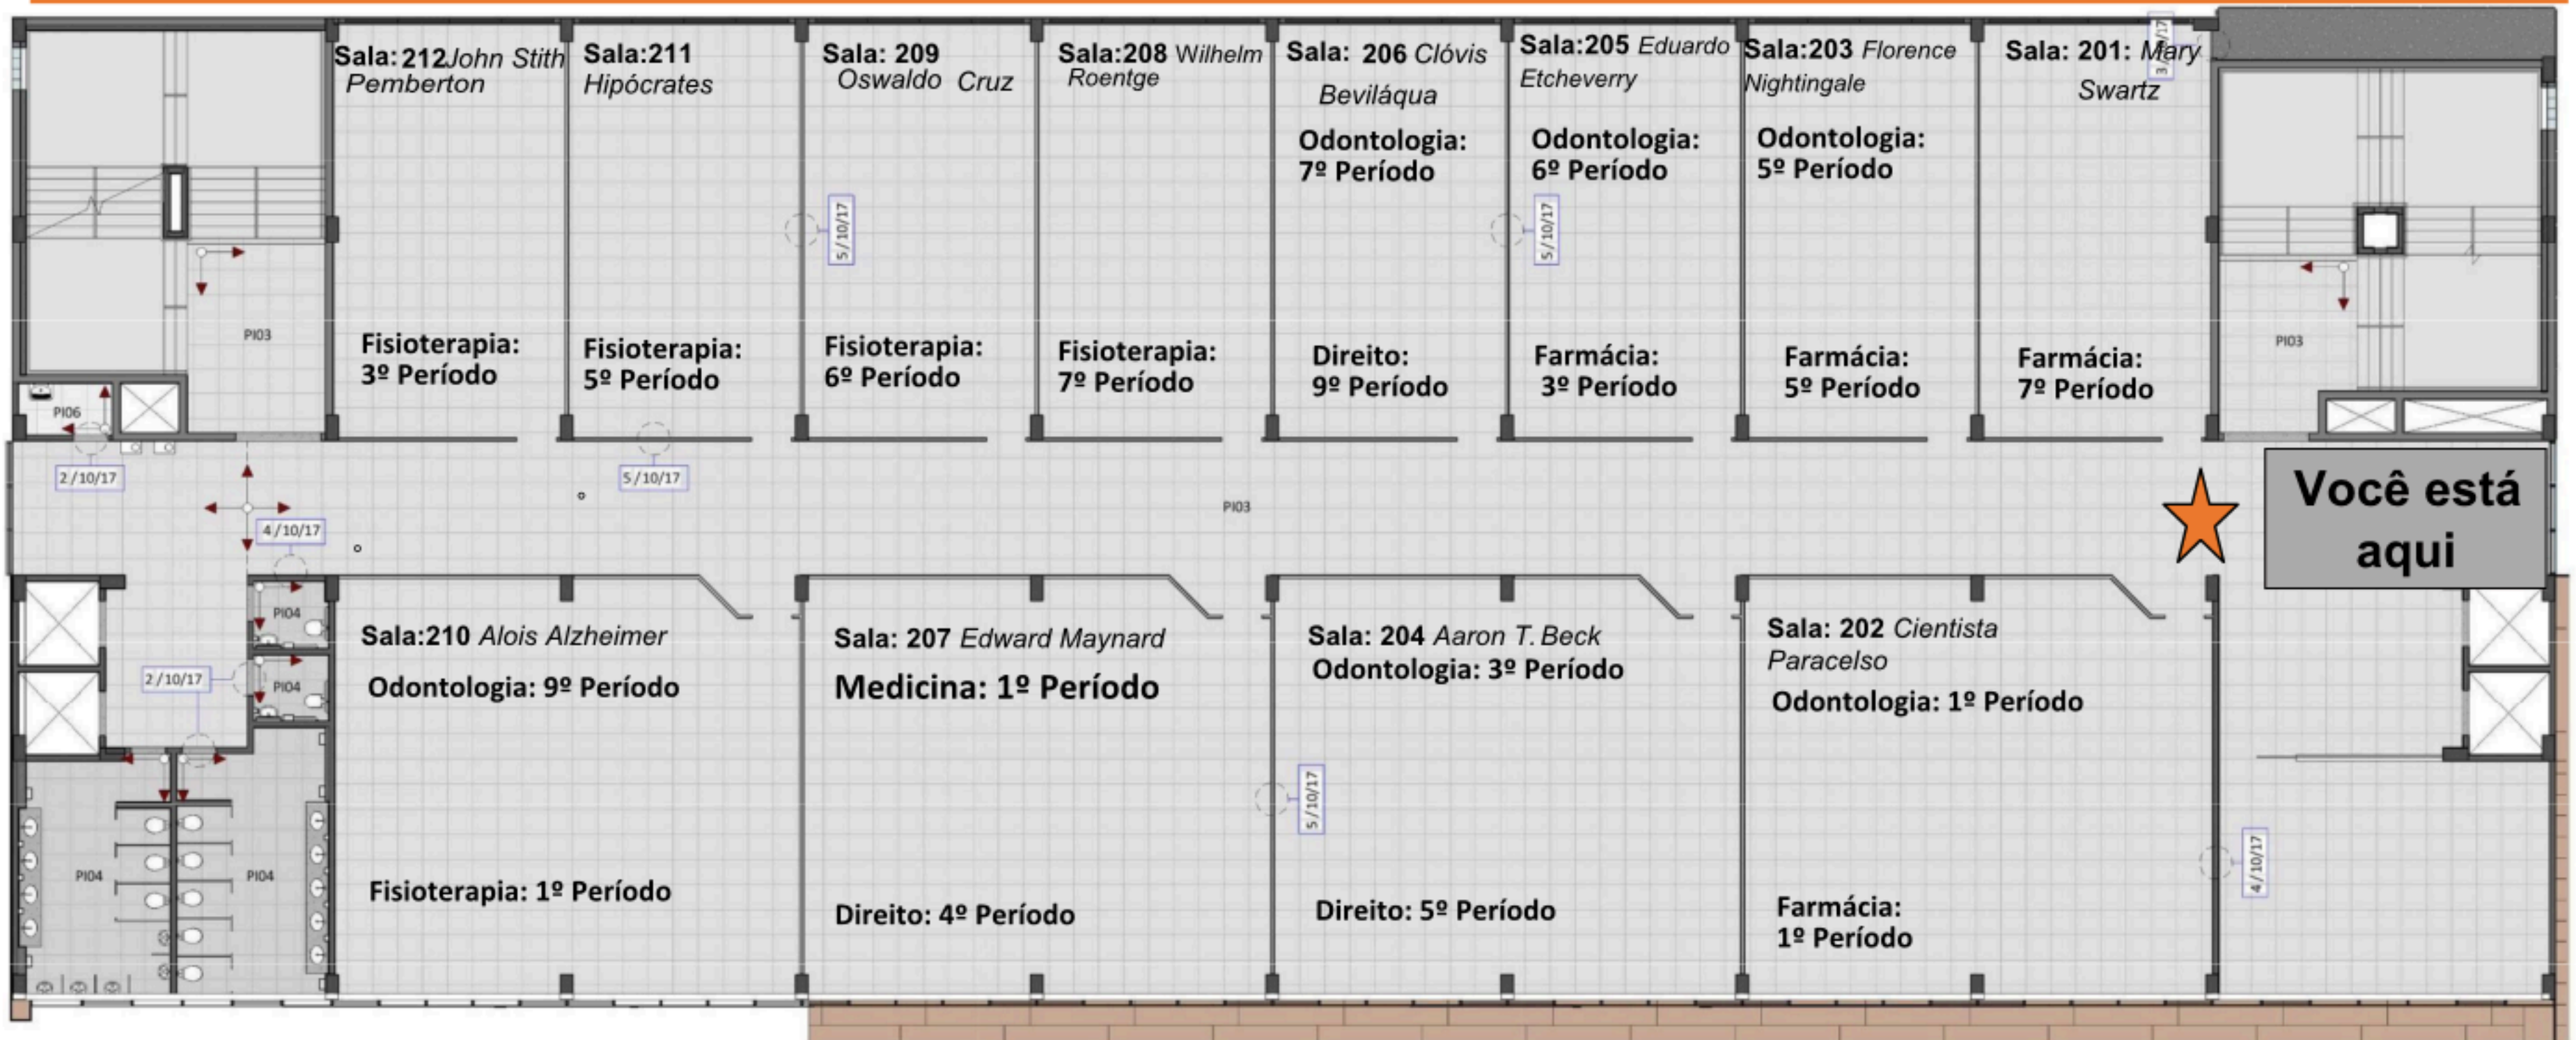 Sala:212 John Stith
Pemberton
Fisioterapia:
3º Período
Sala:211
Hipócrates
Fisioterapia:
5º Período
Sala: 209
Oswaldo Cruz
Fisioterapia:
6º Período
Sala:208 Wilhelm
Roentge
Fisioterapia:
7º Período
Sala: 206 Clóvis
Beviláqua
Odontologia:
7º Período
Direito:
9º Período
Sala:205 Eduardo
Etcheverry
Odontologia:
6º Período
Farmácia:
3º Período
Sala:203 Florence
Nightingale
Odontologia:
5º Período
Farmácia:
5º Período
Sala: 201: Mary
Swartz
Farmácia:
7º Período
5/10/17
5/10/17
PI03
PI03
PI06
2/10/17
5/10/17
4/10/17
PI03
Você está
aqui
PI04
PI04
2/10/17
PI04
PI04
Sala:210 Alois Alzheimer
Odontologia: 9º Período
Fisioterapia: 1º Período
Sala: 207 Edward Maynard
Medicina: 1º Período
Direito: 4º Período
Sala: 204 Aaron T. Beck
Odontologia: 3º Período
5/10/17
Direito: 5º Período
Sala: 202 Cientista
Paracelso
Odontologia: 1º Período
Farmácia:
1º Período
4/10/17